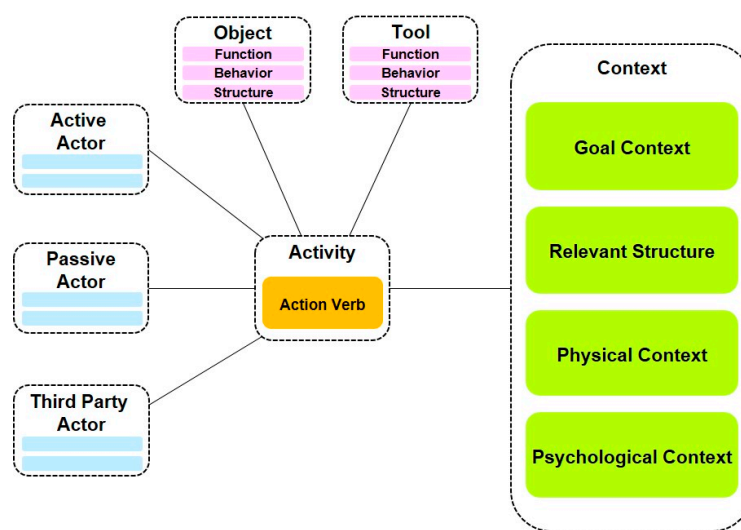 Object
Function
Behavior
Structure
Tool
Function
Behavior
Structure
Context
Goal Context
Relevant Structure
Physical Context
Psychological Context
Active
Actor
Passive
Actor
Third Party
Actor
Activity
Action Verb